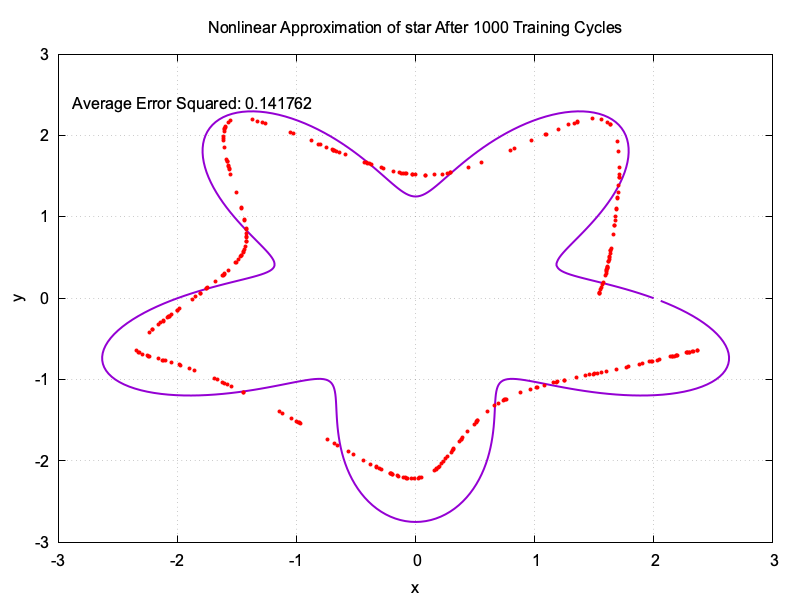 Nonlinear Approximation of star After 1000 Training Cycles
3
Average Error Squared: 0.141762
2
1
y
0
-1
-2
-3
-3 -2 -1 0 1 2 3
x